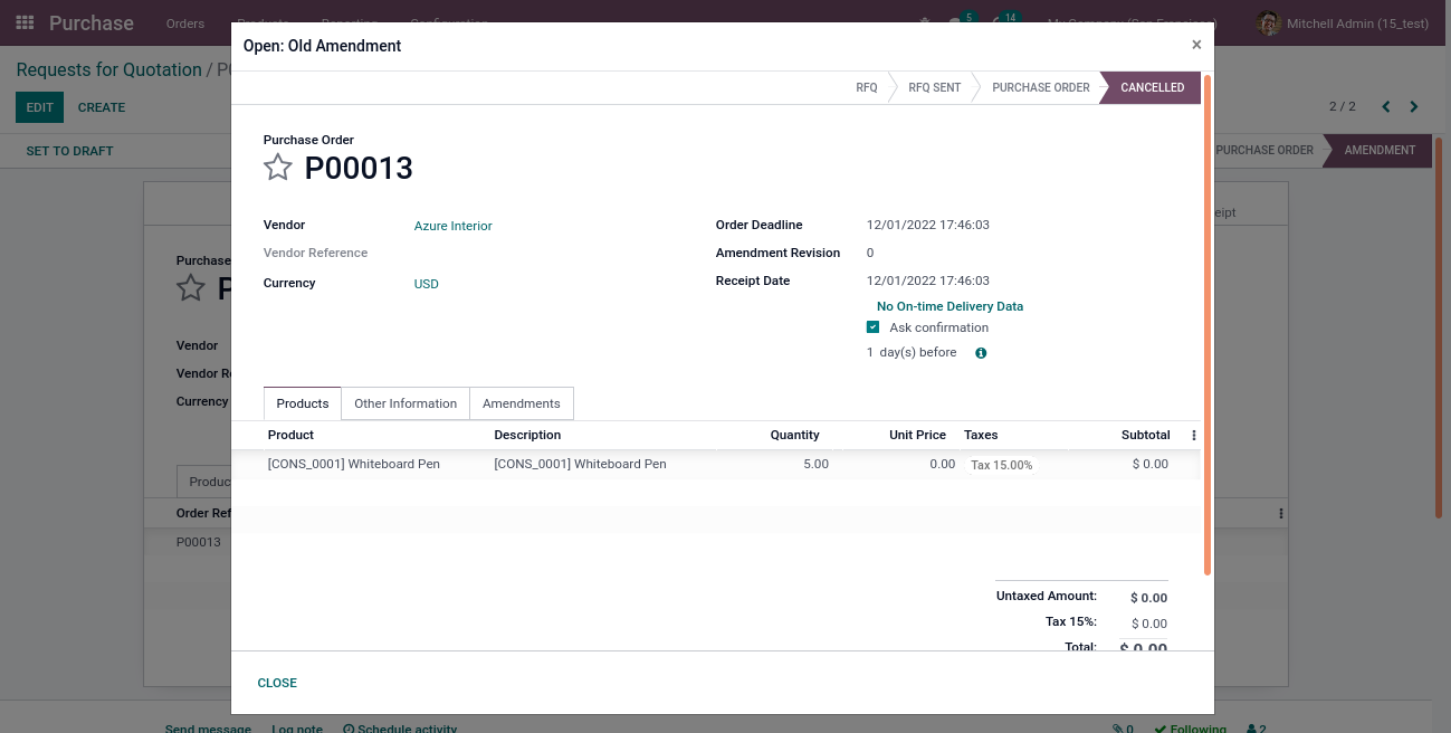 Purchase Orders Products Reporting Configuration 5 14 My Company (San Francisco) Mitchell Admin (15_test)
Open: Old Amendment ×
Requests for Quotation / P0
RFQ RFQ SENT PURCHASE ORDER CANCELLED
EDIT CREATE 2 / 2
SET TO DRAFT PURCHASE ORDER AMENDMENT
Purchase Order
P00013
Vendor Azure Interior Order Deadline 12/01/2022 17:46:03
Vendor Reference Amendment Revision 0
Currency USD Receipt Date 12/01/2022 17:46:03
No On-time Delivery Data
Ask confirmation
1 day(s) before
eipt
Purchase
P
Vendor
Vendor Re
Currency
Products Other Information Amendments
Product Description Quantity Unit Price Taxes Subtotal
[CONS_0001] Whiteboard Pen [CONS_0001] Whiteboard Pen 5.00 0.00 Tax 15.00% $ 0.00
Produc
Order Ref
P00013
Untaxed Amount: $ 0.00
Tax 15%: $ 0.00
Total: $ 0.00
CLOSE
Send message Log note Schedule activity 0 Following 2